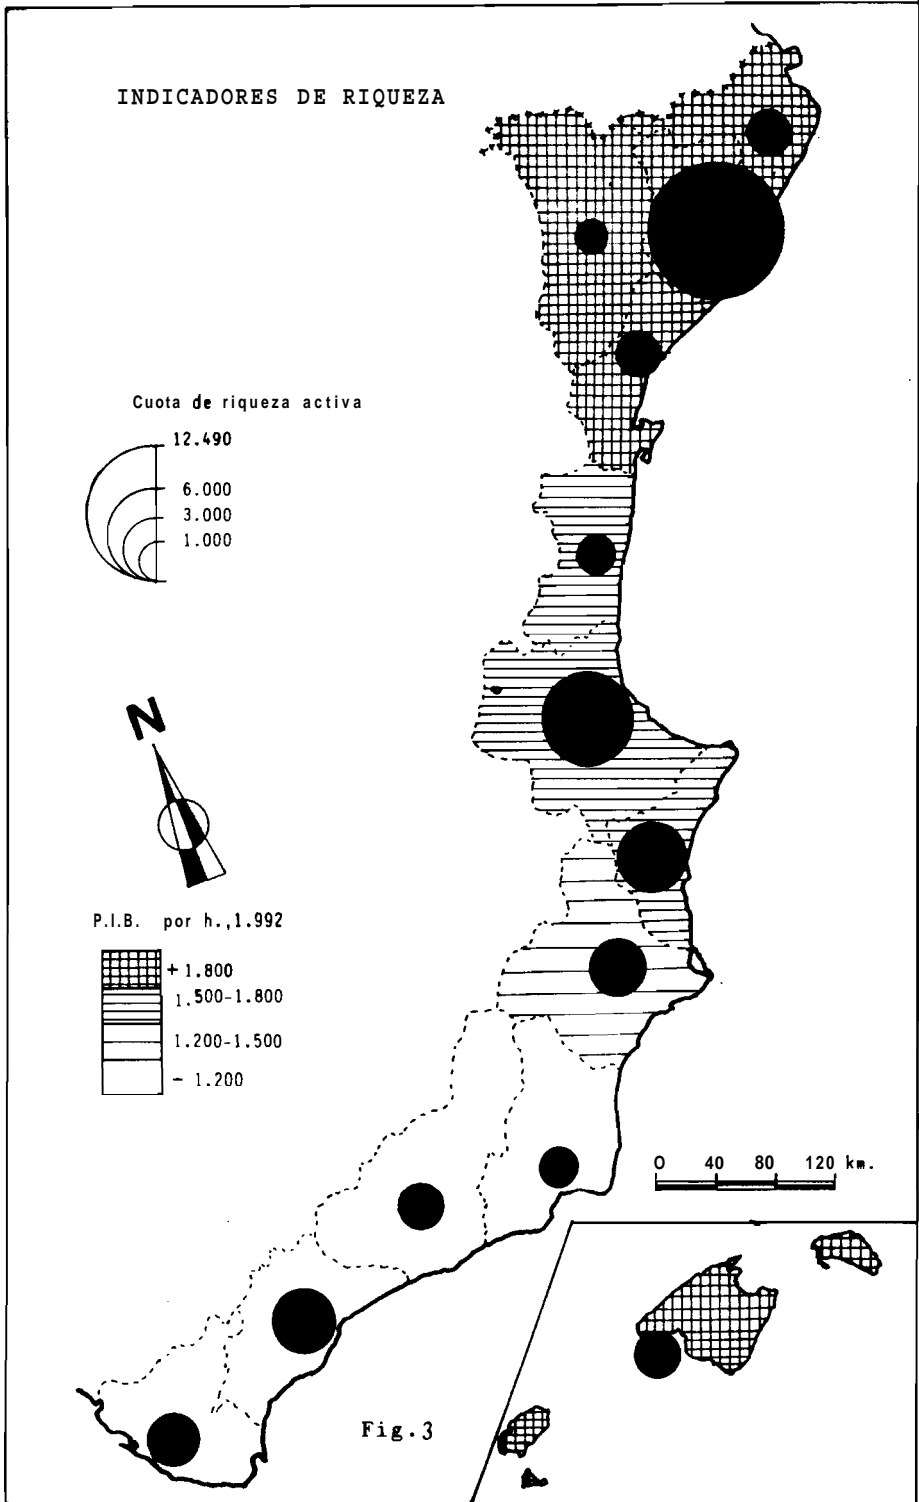 INDICADORES DE RIQUEZA
Cuota de riqueza activa
12.490
6.000
3.000
1.000
N
P.I.B. por h.,1.992
+ 1.800
1.500-1.800
1.200-1.500
- 1.200
0 40 80 120 km.
Fig.3